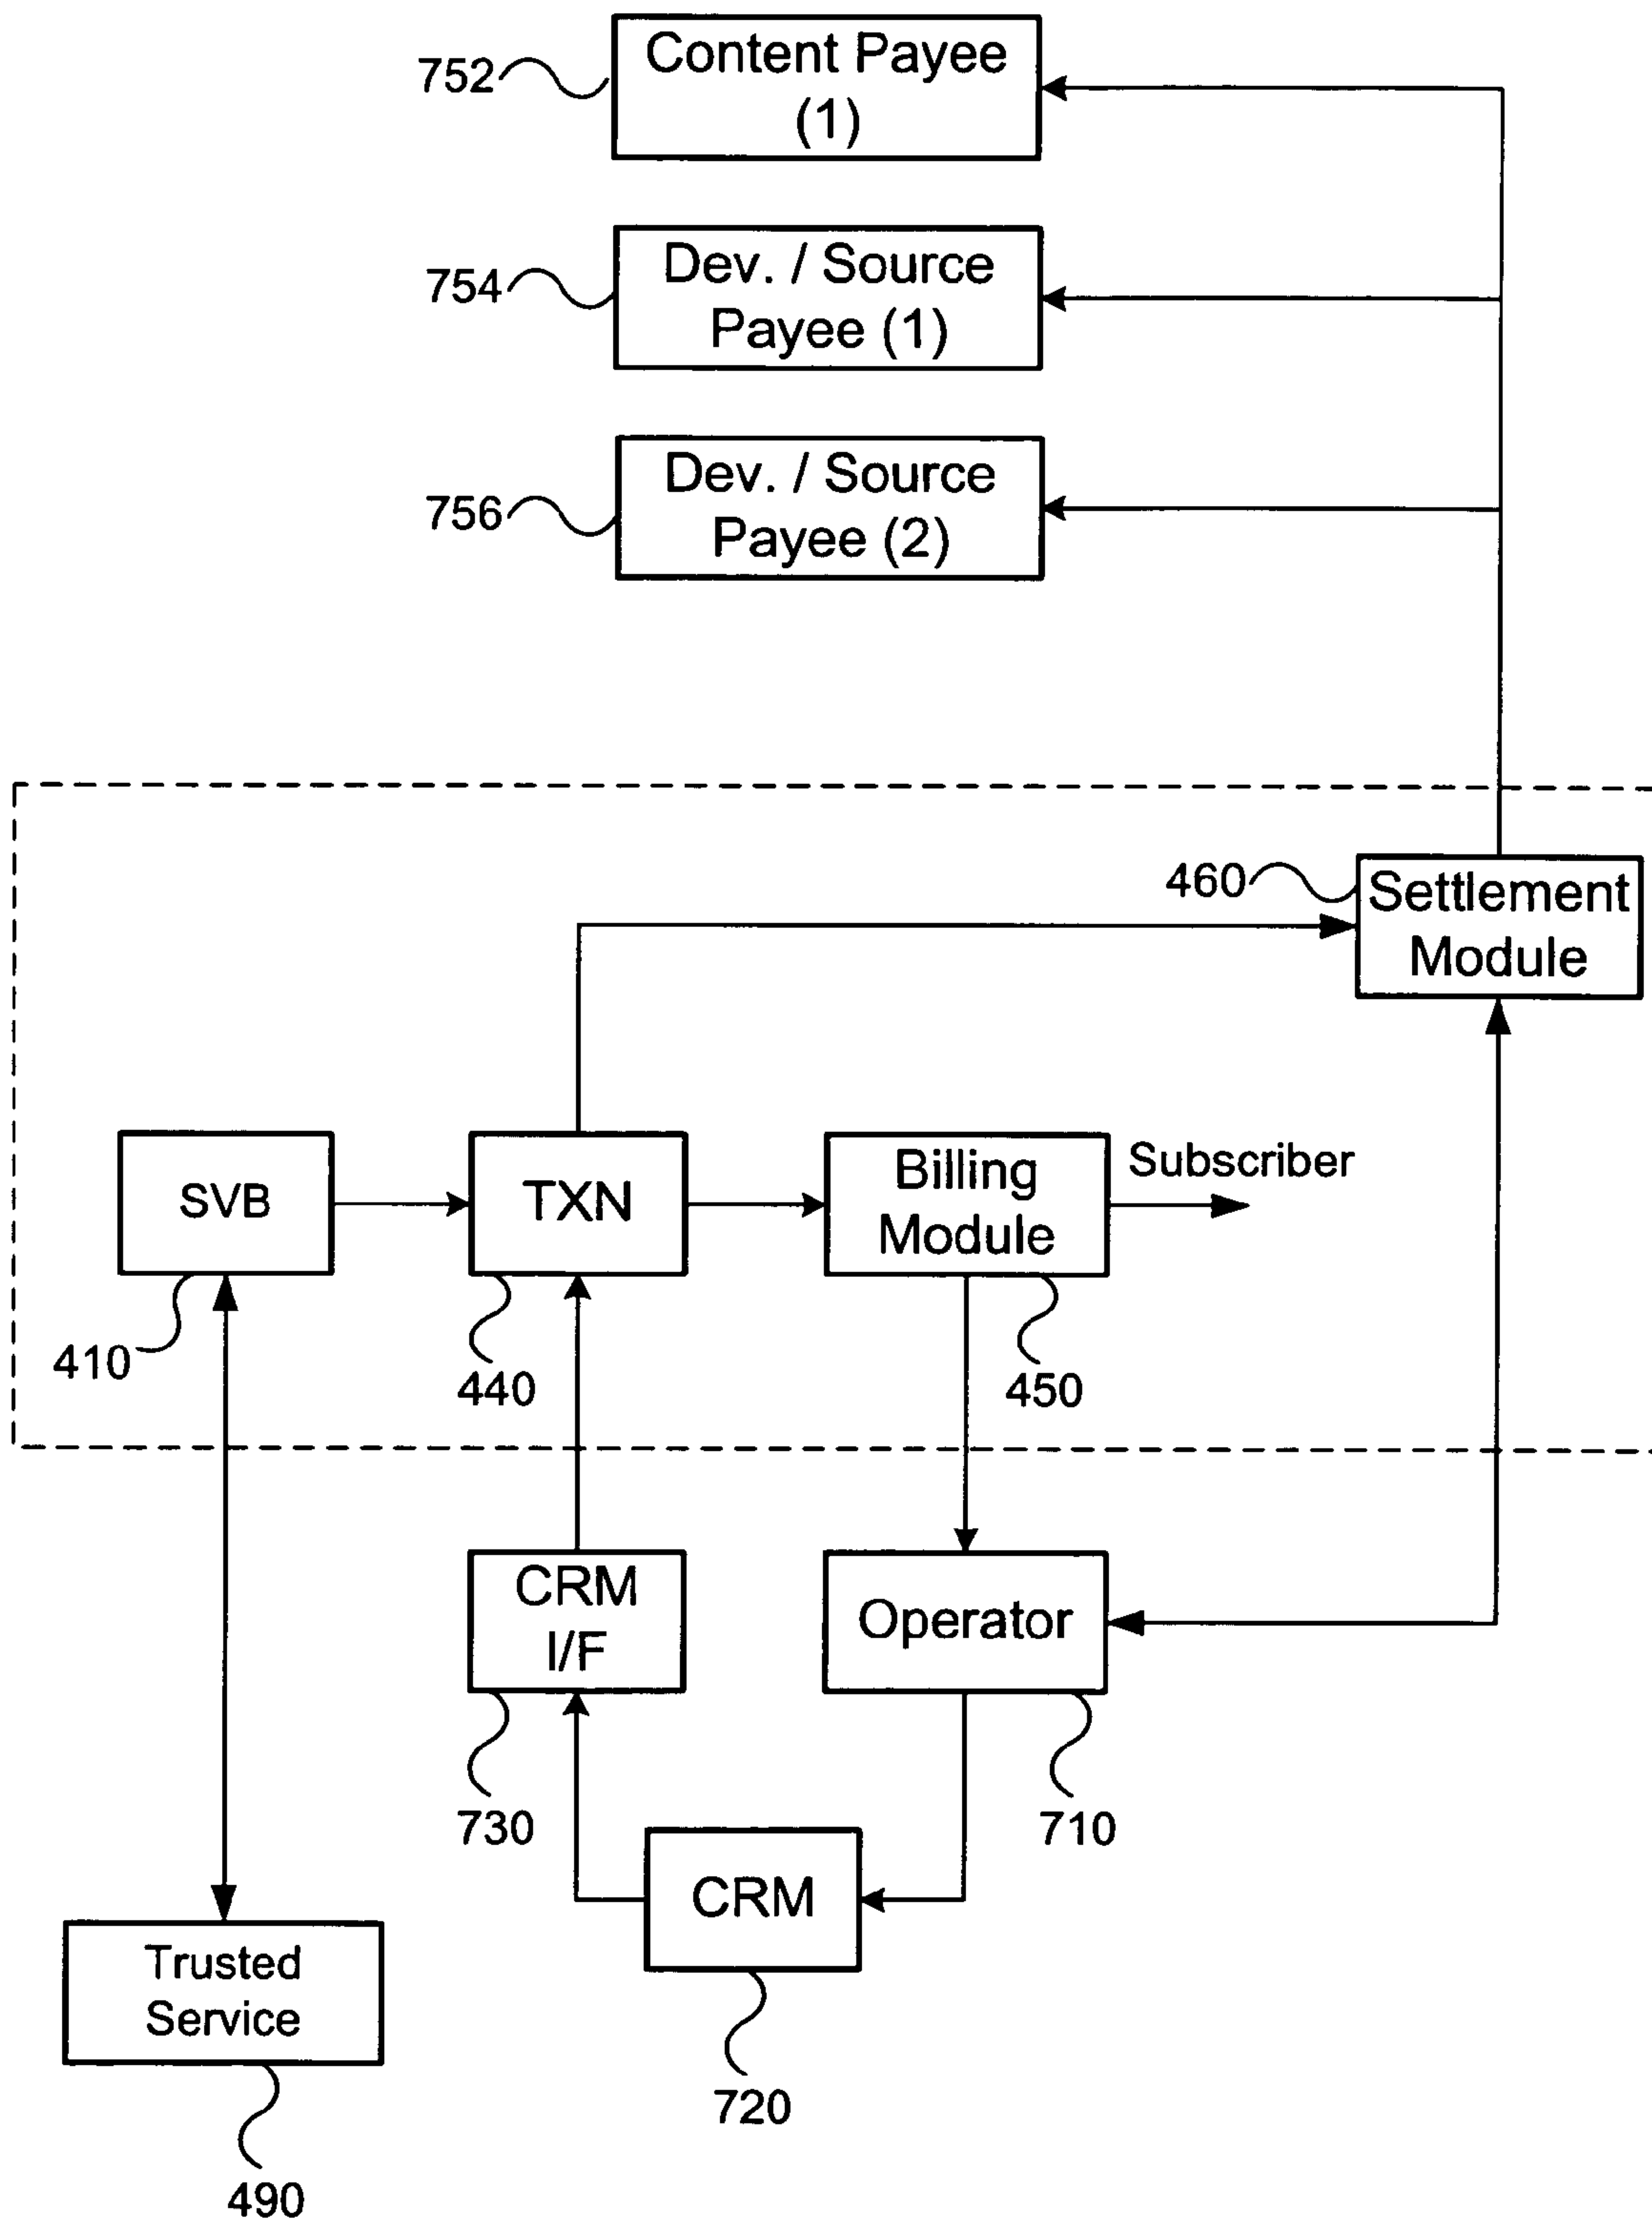 752
Content Payee
(1)
754
Dev. / Source
Payee (1)
756
Dev. / Source
Payee (2)
460
Settlement
Module
SVB
TXN
Billing
Module
Subscriber
410
440
450
CRM
I/F
Operator
730
710
CRM
Trusted
Service
720
490